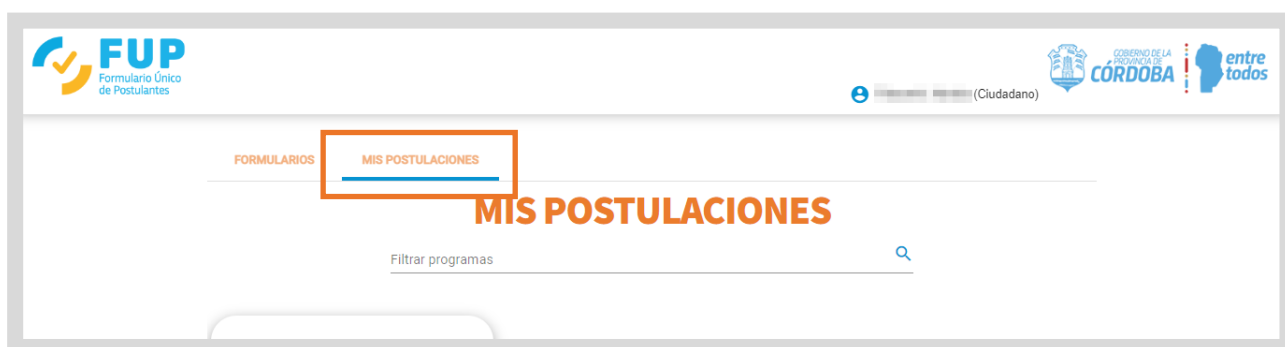 FUP
Formulario Único
de Postulantes
(Ciudadano)
GOBIERNO DE LA
PROVINCIA DE
CÓRDOBA
entre
todos
FORMULARIOS
MIS POSTULACIONES
MIS POSTULACIONES
Filtrar programas